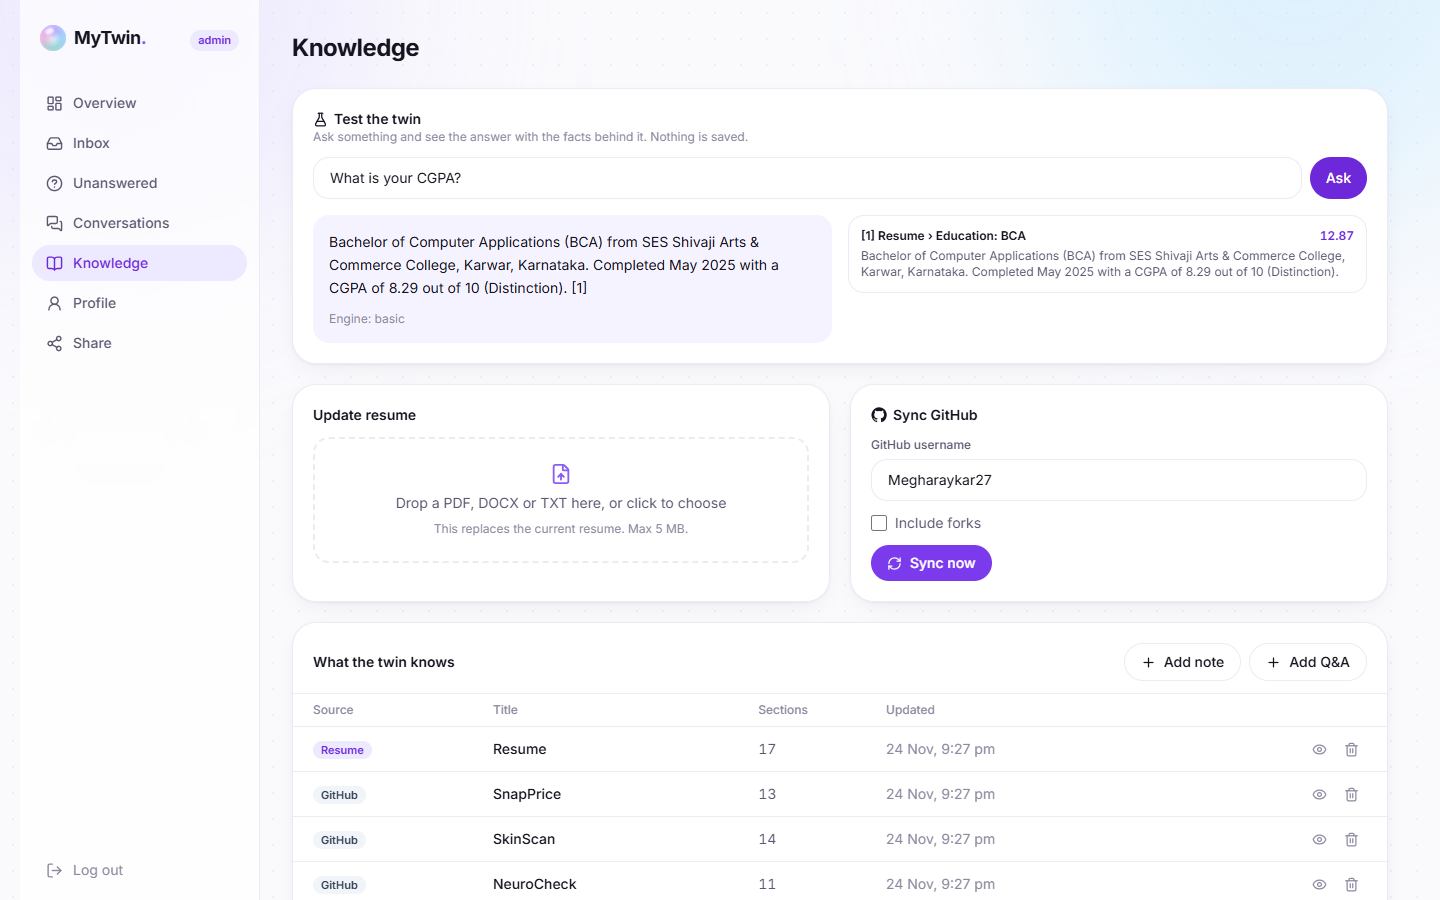 MyTwin.
admin
Overview
Inbox
Unanswered
Conversations
Knowledge
Profile
Share
Log out
Knowledge
Test the twin
Ask something and see the answer with the facts behind it. Nothing is saved.
What is your CGPA?
Ask
Bachelor of Computer Applications (BCA) from SES Shivaji Arts &
Commerce College, Karwar, Karnataka. Completed May 2025 with a
CGPA of 8.29 out of 10 (Distinction). [1]
Engine: basic
[1] Resume › Education: BCA 12.87
Bachelor of Computer Applications (BCA) from SES Shivaji Arts & Commerce College,
Karwar, Karnataka. Completed May 2025 with a CGPA of 8.29 out of 10 (Distinction).
Update resume
Drop a PDF, DOCX or TXT here, or click to choose
This replaces the current resume. Max 5 MB.
Sync GitHub
GitHub username
Megharaykar27
Include forks
Sync now
What the twin knows
Add note
Add Q&A
Source Title Sections Updated
Resume Resume 17 24 Nov, 9:27 pm
GitHub SnapPrice 13 24 Nov, 9:27 pm
GitHub SkinScan 14 24 Nov, 9:27 pm
GitHub NeuroCheck 11 24 Nov, 9:27 pm